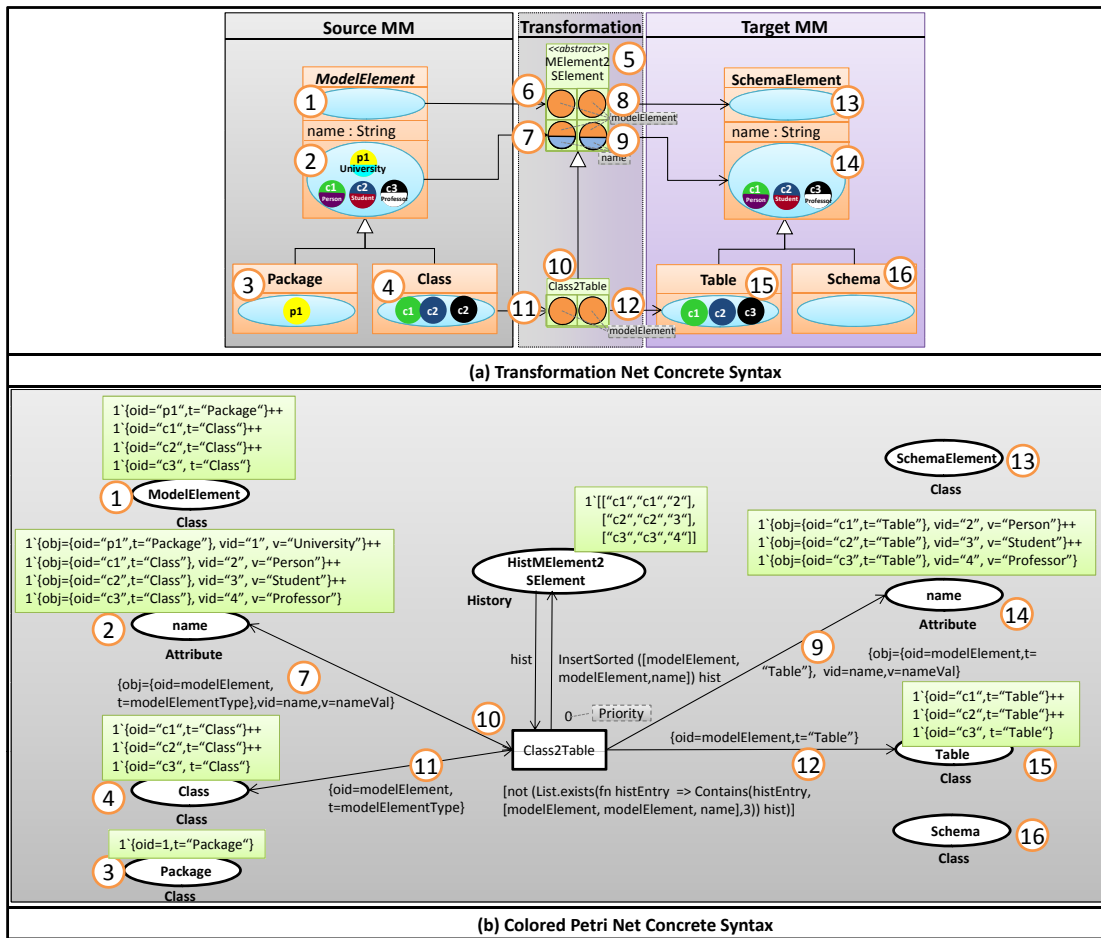 Source MM
Transformation
Target MM
ModelElement
1
name : String
2
p1
University
c1
Person
c2
Student
c3
Professor
Package
3
p1
Class
4
c1
c2
c2
<<abstract>>
MElement2
SElement
5
6
8
modelElement
7
9
name
10
Class2Table
11
12
modelElement
SchemaElement
13
name : String
14
c1
Person
c2
Student
c3
Professor
Table
15
c1
c2
c3
Schema
16
(a) Transformation Net Concrete Syntax
1`{oid=“p1“,t=“Package“}++
1`{oid=“c1“,t=“Class“}++
1`{oid=“c2“,t=“Class“}++
1`{oid=“c3“, t=“Class“}
ModelElement
1
Class
1`{obj={oid=“p1“,t=“Package“}, vid=“1“, v=“University“}++
1`{obj={oid=“c1“,t=“Class“}, vid=“2“, v=“Person“}++
1`{obj={oid=“c2“,t=“Class“}, vid=“3“, v=“Student“}++
1`{obj={oid=“c3“,t=“Class“}, vid=“4“, v=“Professor“}
name
2
Attribute
7
{obj={oid=modelElement,
t=modelElementType},vid=name,v=nameVal}
1`{oid=“c1“,t=“Class“}++
1`{oid=“c2“,t=“Class“}++
1`{oid=“c3“, t=“Class“}
Class
4
Class
11
{oid=modelElement,
t=modelElementType}
1`{oid=1,t=“Package“}
Package
3
Class
1`[[“c1“,“c1“,“2“],
[“c2“,“c2“,“3“],
[“c3“,“c3“,“4“]]
HistMElement2
SElement
History
hist
InsertSorted ([modelElement,
modelElement,name]) hist
0
Priority
10
Class2Table
[not (List.exists(fn histEntry => Contains(histEntry,
[modelElement, modelElement, name],3)) hist)]
SchemaElement
13
Class
1`{obj={oid=“c1“,t=“Table“}, vid=“2“, v=“Person“}++
1`{obj={oid=“c2“,t=“Table“}, vid=“3“, v=“Student“}++
1`{obj={oid=“c3“,t=“Table“}, vid=“4“, v=“Professor“}
name
14
Attribute
9
{obj={oid=modelElement,t=
“Table“}, vid=name,v=nameVal}
1`{oid=“c1“,t=“Table“}++
1`{oid=“c2“,t=“Table“}++
1`{oid=“c3“, t=“Table“}
{oid=modelElement,t=“Table“}
12
Table
15
Class
Schema
16
Class
(b) Colored Petri Net Concrete Syntax